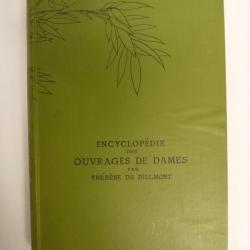 ENCYCLOPÉDIE
DES
OUVRAGES DE DAMES
PAR
THÉRÈSE DE DILLMONT